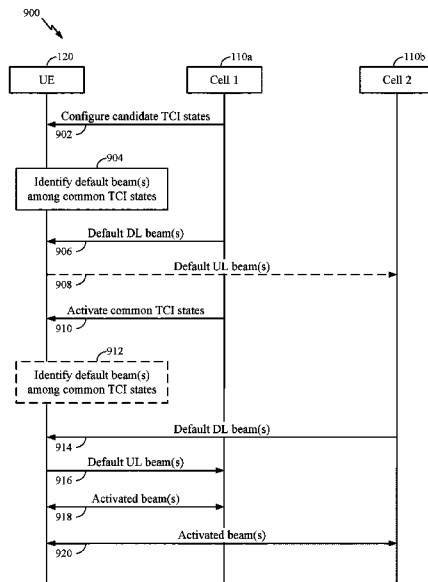 900
120
110a
110b
UE
Cell 1
Cell 2
Configure candidate TCI states
902
904
Identify default beam(s)
among common TCI states
Default DL beam(s)
906
Default UL beam(s)
908
Activate common TCI states
910
912
Identify default beam(s)
among common TCI states
Default DL beam(s)
914
Default UL beam(s)
916
Activated beam(s)
918
Activated beam(s)
920